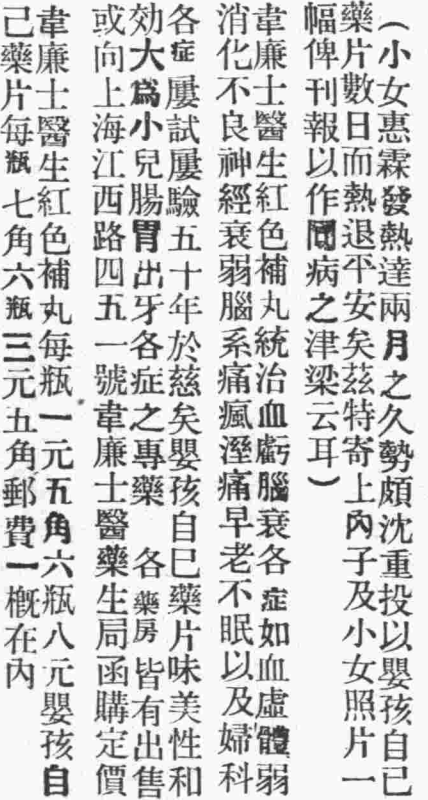 （小女惠霖發熱達兩月之久勢頗沈重投以嬰孩自己
藥片數日而熱退平安矣茲特寄上內子及小女照片一
幅俾刊報以作閨病之津梁云耳）
韋廉士醫生紅色補丸統治血虧腦衰各症如血虛體弱
消化不良神經衰弱腦系痛瘋溼痛早老不眠以及婦科
各症屢試屢驗五十年於慈矣嬰孩自巳藥片味美性和
効大為小兒腸胃出牙各症之專藥　各藥房皆有出售
或向上海江西路四五一號韋廉士醫藥生局函購定價
韋廉士醫生紅色補丸每瓶一元五角六瓶八元嬰孩自
己藥片每瓶七角六瓶三元五角郵費一槪在內